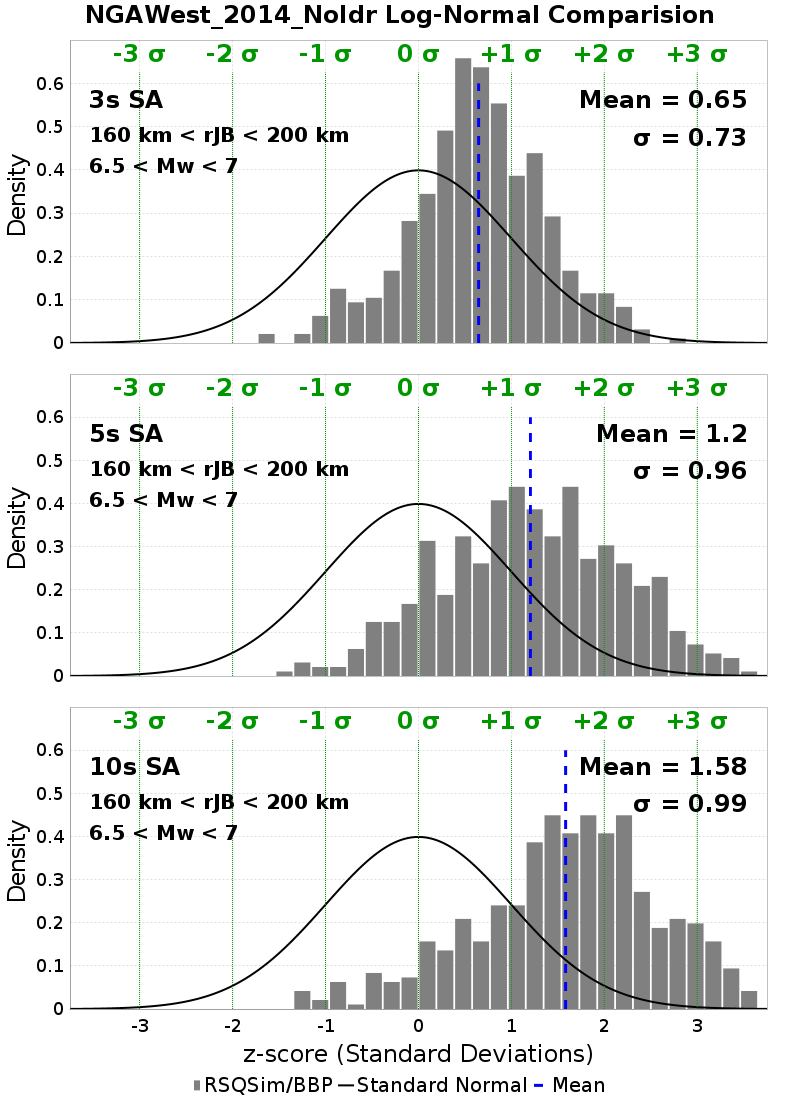 NGAWest_2014_NoIdr Log-Normal Comparision
-3 σ -2 σ -1 σ 0 σ +1 σ +2 σ +3 σ
3s SA
Mean = 0.65
160 km < rJB < 200 km
σ = 0.73
6.5 < Mw < 7
Density
0.6
0.5
0.4
0.3
0.2
0.1
0
-3 σ -2 σ -1 σ 0 σ +1 σ +2 σ +3 σ
5s SA
Mean = 1.2
160 km < rJB < 200 km
σ = 0.96
6.5 < Mw < 7
Density
0.6
0.5
0.4
0.3
0.2
0.1
0
-3 σ -2 σ -1 σ 0 σ +1 σ +2 σ +3 σ
10s SA
Mean = 1.58
160 km < rJB < 200 km
σ = 0.99
6.5 < Mw < 7
Density
0.6
0.5
0.4
0.3
0.2
0.1
0
-3 -2 -1 0 1 2 3
z-score (Standard Deviations)
RSQSim/BBP Standard Normal Mean